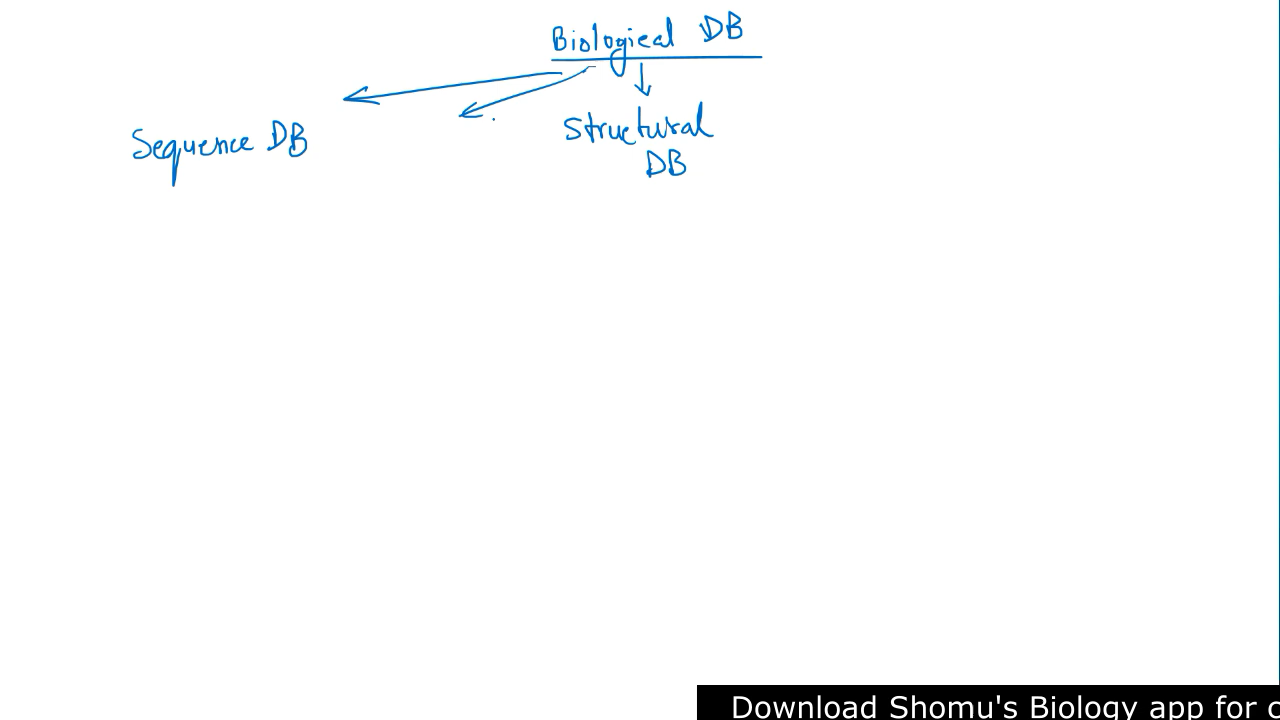 Biological DB
Sequence DB
Structural
DB
Download Shomu's Biology app for